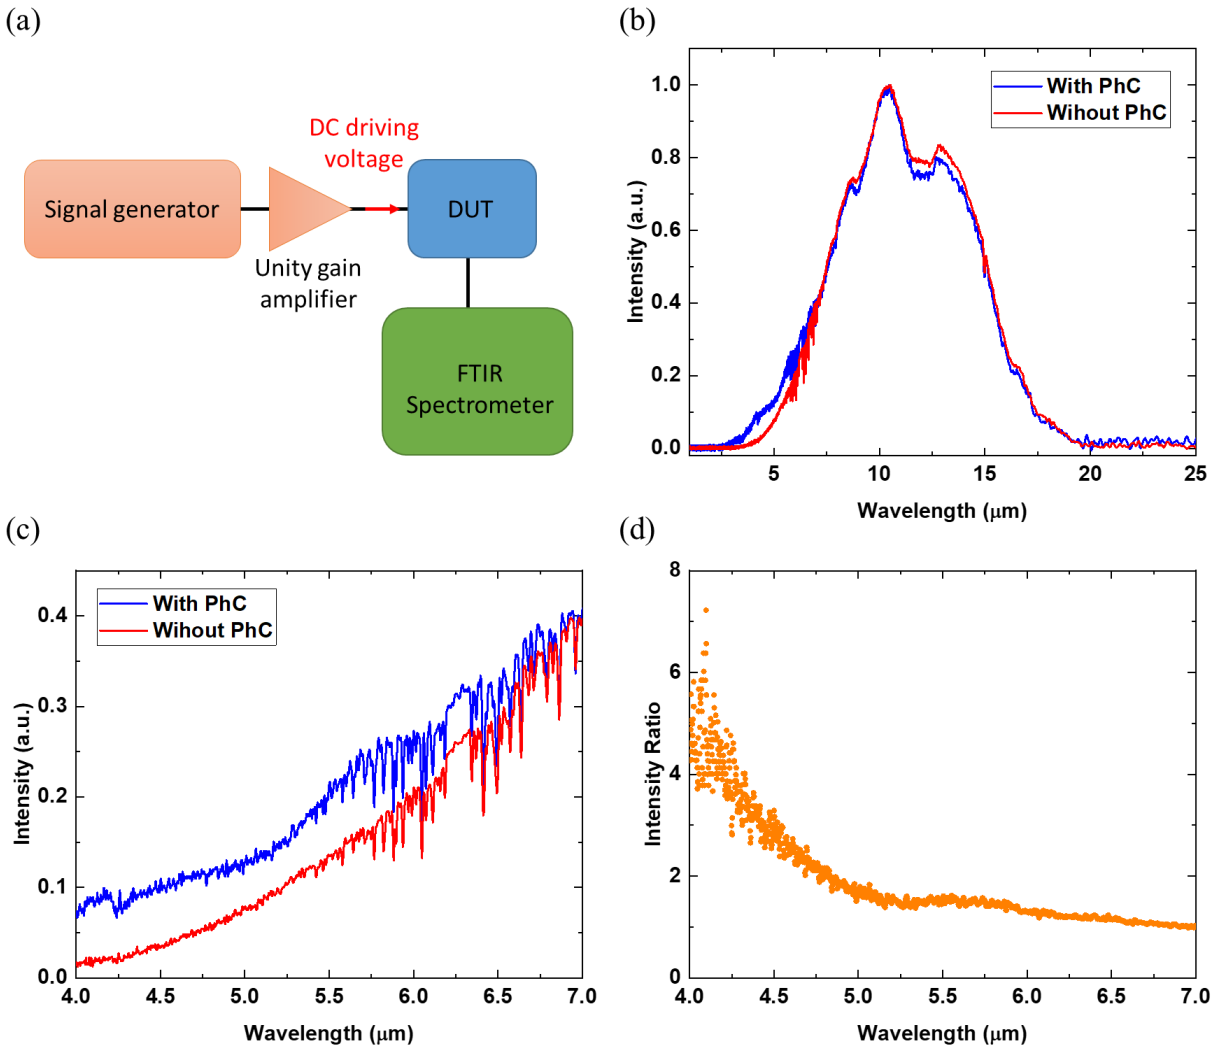 (a)
DC driving
voltage
Signal generator
DUT
Unity gain
amplifier
FTIR
Spectrometer
(b)
With PhC
Wihout PhC
1.0
0.8
0.6
0.4
0.2
0.0
Intensity (a.u.)
5
10
15
20
25
Wavelength (μm)
(c)
With PhC
Wihout PhC
0.4
0.3
0.2
0.1
0.0
Intensity (a.u.)
4.0
4.5
5.0
5.5
6.0
6.5
7.0
Wavelength (μm)
(d)
8
6
4
2
0
Intensity Ratio
4.0
4.5
5.0
5.5
6.0
6.5
7.0
Wavelength (μm)